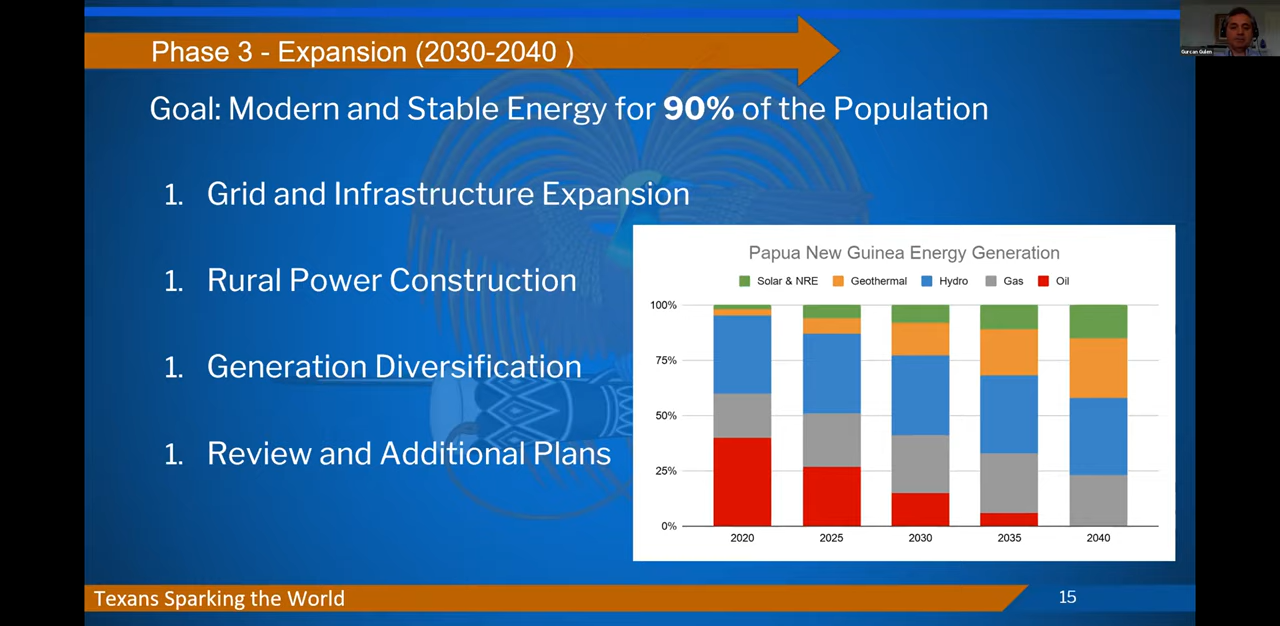 Phase 3 - Expansion (2030-2040 )
Gurcan Gulen
Goal: Modern and Stable Energy for 90% of the Population
1. Grid and Infrastructure Expansion
1. Rural Power Construction
1. Generation Diversification
1. Review and Additional Plans
Papua New Guinea Energy Generation
Solar & NRE Geothermal Hydro Gas Oil
100%
75%
50%
25%
0%
2020 2025 2030 2035 2040
Texans Sparking the World
15